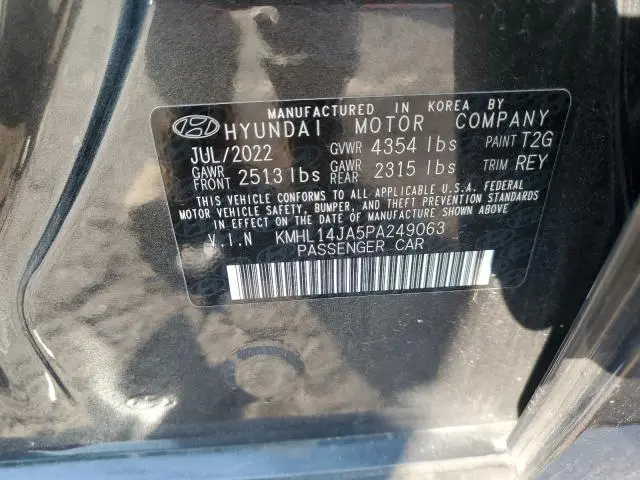 MANUFACTURED IN KOREA BY
HYUNDAI MOTOR COMPANY
JUL/2022 GVWR 4354 lbs PAINT T2G
GAWR FRONT 2513 lbs GAWR REAR 2315 lbs TRIM REY
THIS VEHICLE CONFORMS TO ALL APPLICABLE U.S.A. FEDERAL
MOTOR VEHICLE SAFETY, BUMPER, AND THEFT PREVENTION STANDARDS
IN EFFECT ON THE DATE OF MANUFACTURE SHOWN ABOVE
V.I.N KMHL14JA5PA249063
PASSENGER CAR